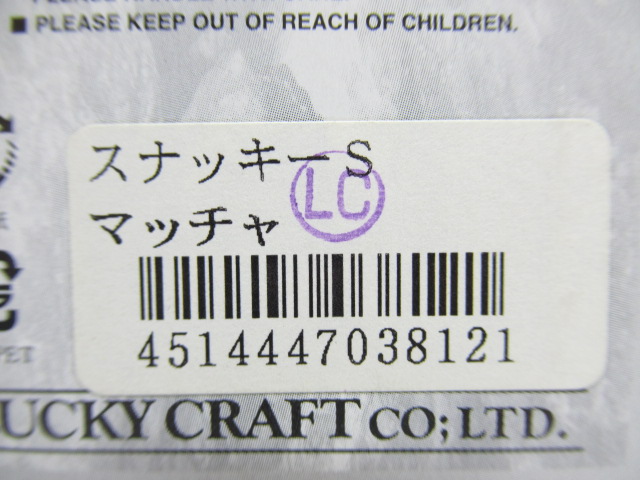 ■ PLEASE KEEP OUT OF REACH OF CHILDREN.
スナッキーS
LC
マッチャ
4514447038121
PET
UCKY CRAFT CO;LTD.